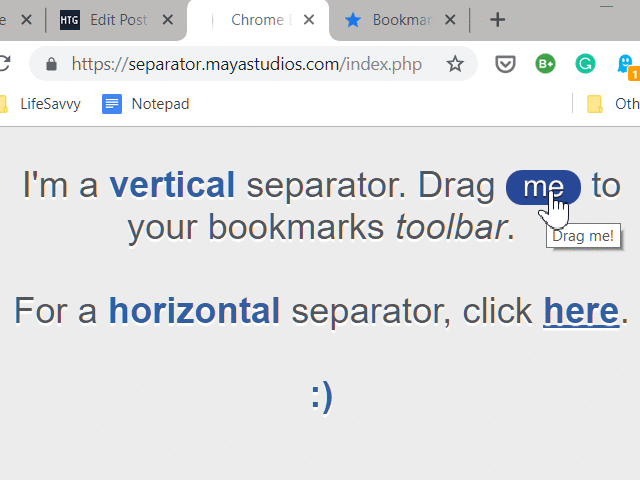 e HTG Edit Post Chrome Bookmar
https://separator.mayastudios.com/index.php B+ G 1
LifeSavvy Notepad Oth
I'm a vertical separator. Drag me to
your bookmarks toolbar.
Drag me!
For a horizontal separator, click here.
:)